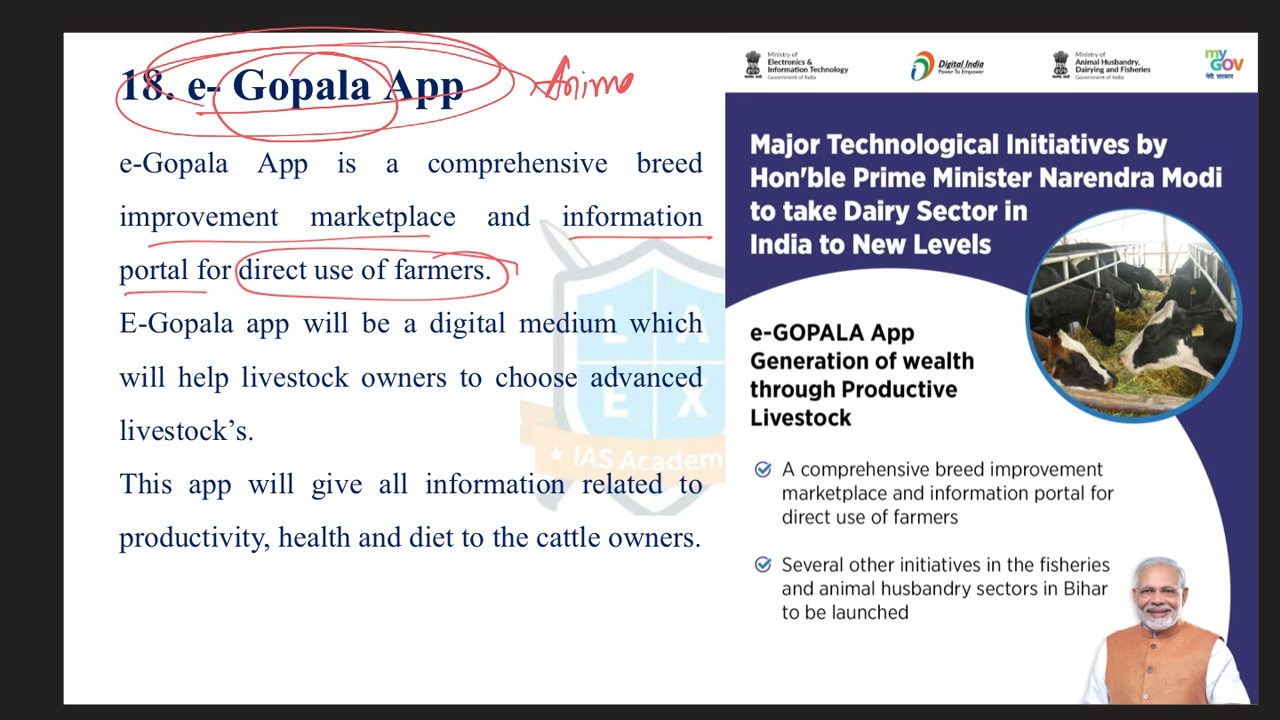 18. e- Gopala App
Anima
e-Gopala App is a comprehensive breed
improvement marketplace and information
portal for direct use of farmers.
E-Gopala app will be a digital medium which
will help livestock owners to choose advanced
livestock’s.
This app will give all information related to
productivity, health and diet to the cattle owners.
L A
E X
★ IAS Academ
Ministry of
Electronics &
Information Technology
Government of India
Digital India
Power To Empower
Ministry of
Animal Husbandry,
Dairying and Fisheries
Government of India
my
GOV
मेरी सरकार
Major Technological Initiatives by
Hon'ble Prime Minister Narendra Modi
to take Dairy Sector in
India to New Levels
e-GOPALA App
Generation of wealth
through Productive
Livestock
A comprehensive breed improvement
marketplace and information portal for
direct use of farmers
Several other initiatives in the fisheries
and animal husbandry sectors in Bihar
to be launched